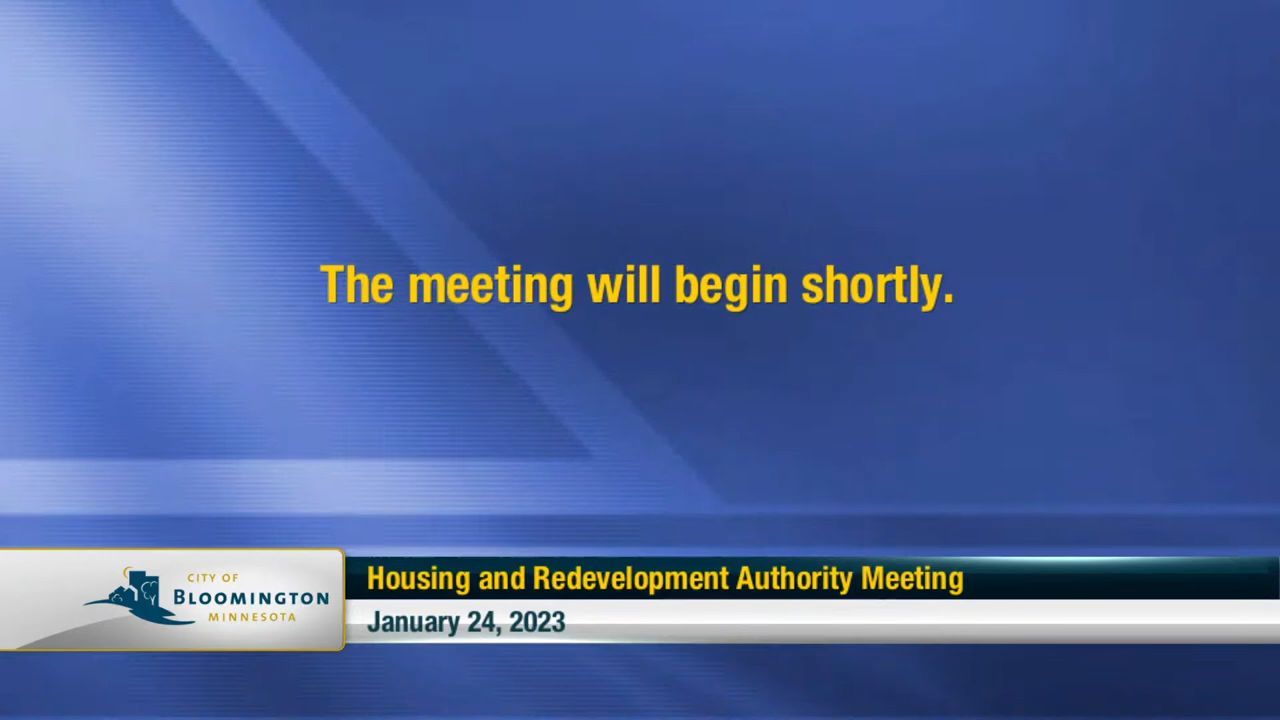 The meeting will begin shortly.
CITY OF
BLOOMINGTON
MINNESOTA
Housing and Redevelopment Authority Meeting
January 24, 2023